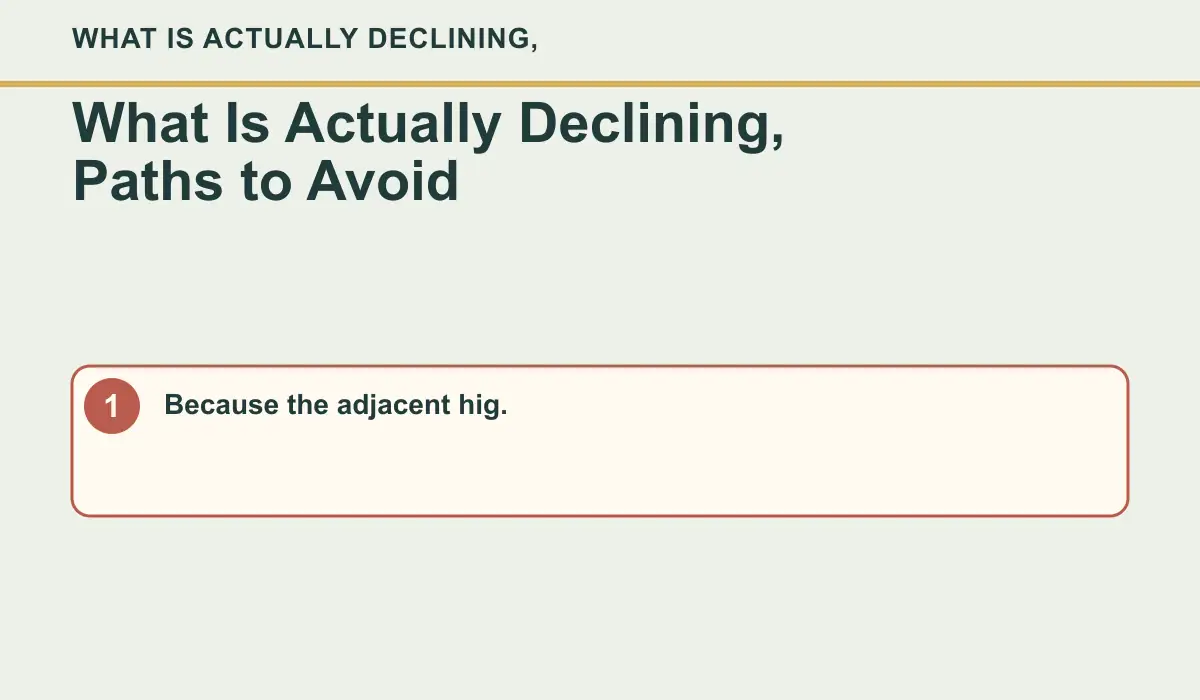 WHAT IS ACTUALLY DECLINING,
What Is Actually Declining,
Paths to Avoid
1 Because the adjacent hig.